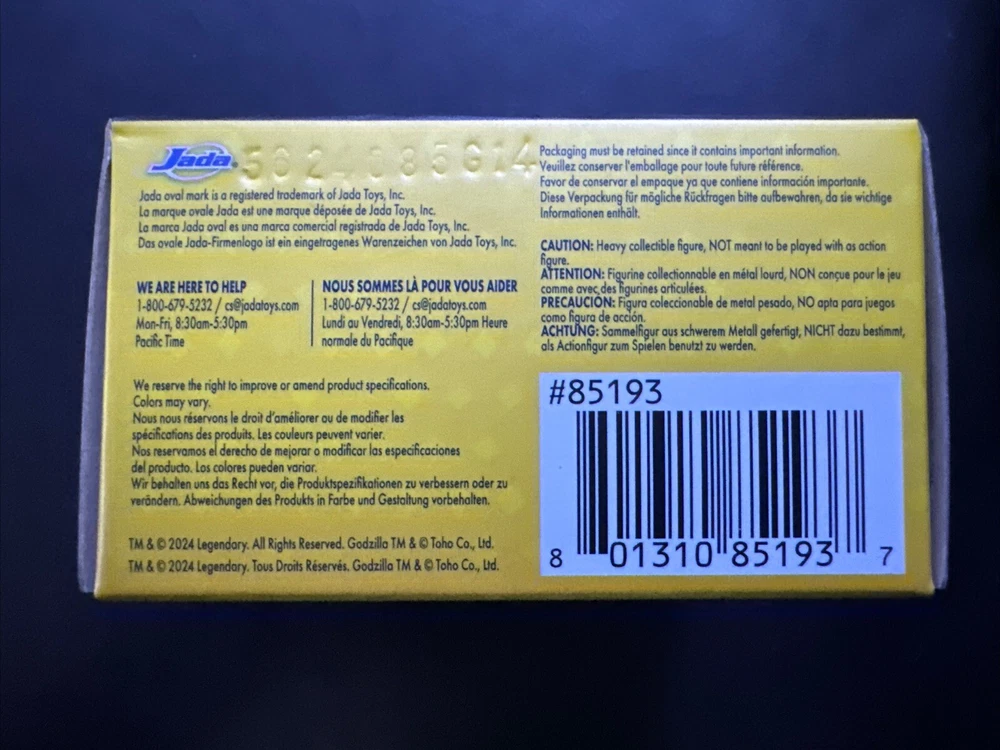 Jada
Jada oval mark is a registered trademark of Jada Toys, Inc.
La marque ovale Jada est une marque déposée de Jada Toys, Inc.
La marca Jada oval es una marca comercial registrada de Jada Toys, Inc.
Das ovale Jada-Firmenlogo ist ein eingetragenes Warenzeichen von Jada Toys, Inc.
WE ARE HERE TO HELP
1-800-679-5232 / cs@jadatoys.com
Mon-Fri, 8:30am-5:30pm
Pacific Time
NOUS SOMMES LÀ POUR VOUS AIDER
1-800-679-5232 / cs@jadatoys.com
Lundi au Vendredi, 8:30am-5:30pm Heure
normale du Pacifique
We reserve the right to improve or amend product specifications.
Colors may vary.
Nous nous réservons le droit d'améliorer ou de modifier les
spécifications des produits. Les couleurs peuvent varier.
Nos reservamos el derecho de mejorar o modificar las especificaciones
del producto. Los colores pueden variar.
Wir behalten uns das Recht vor, die Produktspezifikationen zu verbessern oder zu
verändern. Abweichungen des Produkts in Farbe und Gestaltung vorbehalten.
TM & © 2024 Legendary. All Rights Reserved. Godzilla TM & © Toho Co., Ltd.
TM & © 2024 Legendary. Tous Droits Réservés. Godzilla TM & © Toho Co., Ltd.
Packaging must be retained since it contains important information.
Veuillez conserver l'emballage pour toute future référence.
Favor de conservar el empaque ya que contiene información importante.
Diese Verpackung für mögliche Rückfragen bitte aufbewahren, da sie wichtige
Informationen enthält.
CAUTION: Heavy collectible figure, NOT meant to be played with as action
figure.
ATTENTION: Figurine collectionnable en métal lourd, NON conçue pour le jeu
comme avec des figurines articulées.
PRECAUCIÓN: Figura coleccionable de metal pesado, NO apta para juegos
como figura de acción.
ACHTUNG: Sammelfigur aus schwerem Metall gefertigt, NICHT dazu bestimmt,
als Actionfigur zum Spielen benutzt zu werden.
#85193
8 01310 85193 7